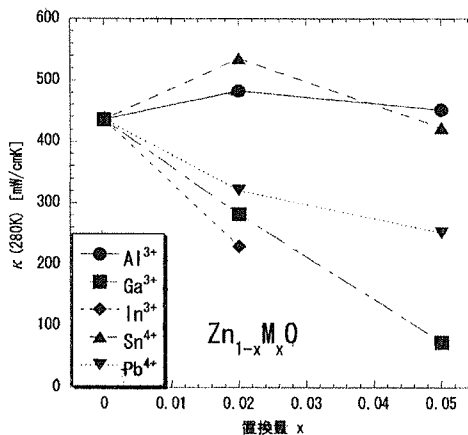 600
500
400
300
200
100
0
κ (280K) [mW/cmK]
Al³⁺
Ga³⁺
In³⁺
Sn⁴⁺
Pb⁴⁺
Zn₁₋ₓMₓO
0 0.01 0.02 0.03 0.04 0.05
置換量 x